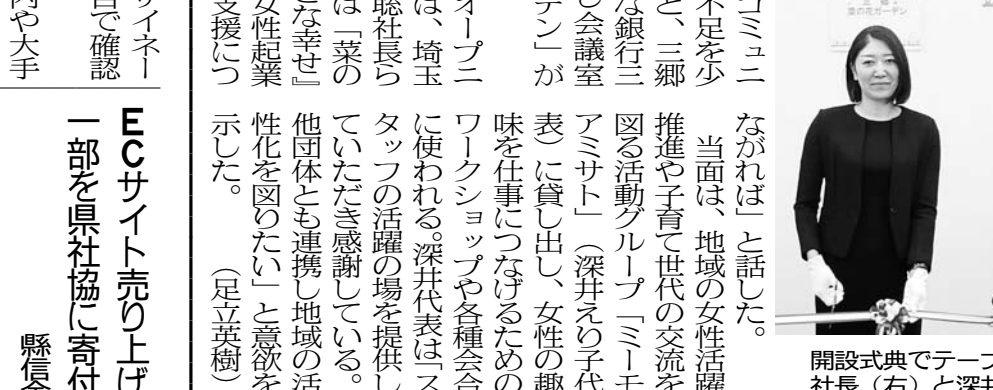 コミュニ
不足を少
と、三郷
な銀行三
し会議室
デン」が
オープニ
は、埼玉
聡社長ら
は「菜の
な幸せ』
女性起業
支援につ
ながれば」と話した。
当面は、地域の女性活躍
推進や子育て世代の交流を
図る活動グループ「ミーモ
アミサト」（深井えり子代
表）に貸し出し、女性の趣
味を仕事につなげるための
ワークショップや各種会合
に使われる。深井代表は「ス
タッフの活躍の場を提供し
ていただき感謝している。
他団体とも連携し地域の活
性化を図りたい」と意欲を
示した。（足立英樹）
開設式典でテープ
社長（右）と深井
サイネー
で確認
内や大手
ECサイト売り上げ
一部を県社協に寄付
縣信金